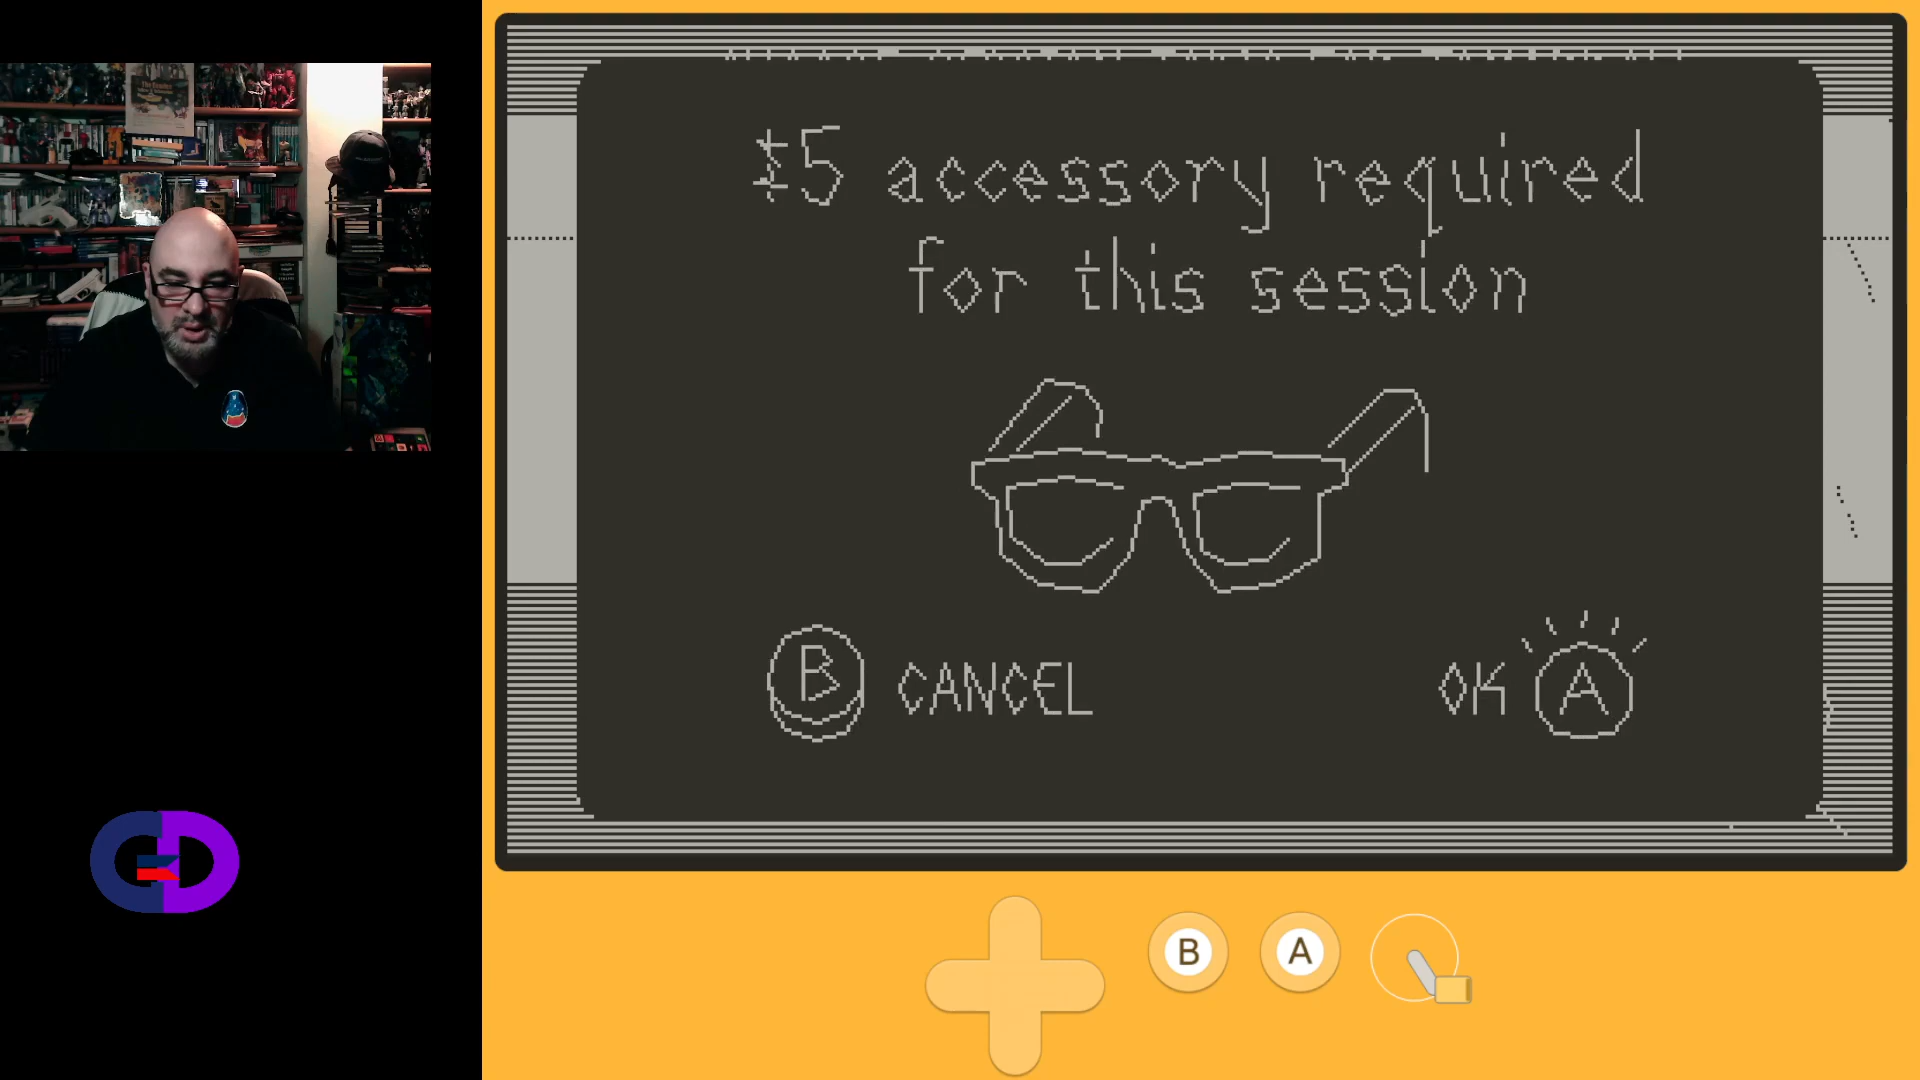 $5 accessory required
for this session
B CANCEL
OK A
B A